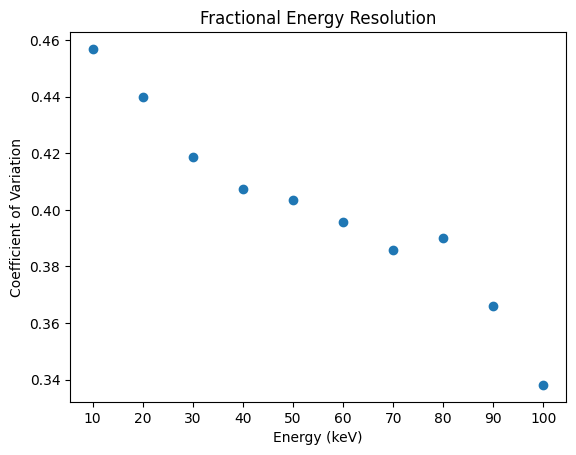 Fractional Energy Resolution
Coefficient of Variation
0.46
0.44
0.42
0.40
0.38
0.36
0.34
10 20 30 40 50 60 70 80 90 100
Energy (keV)